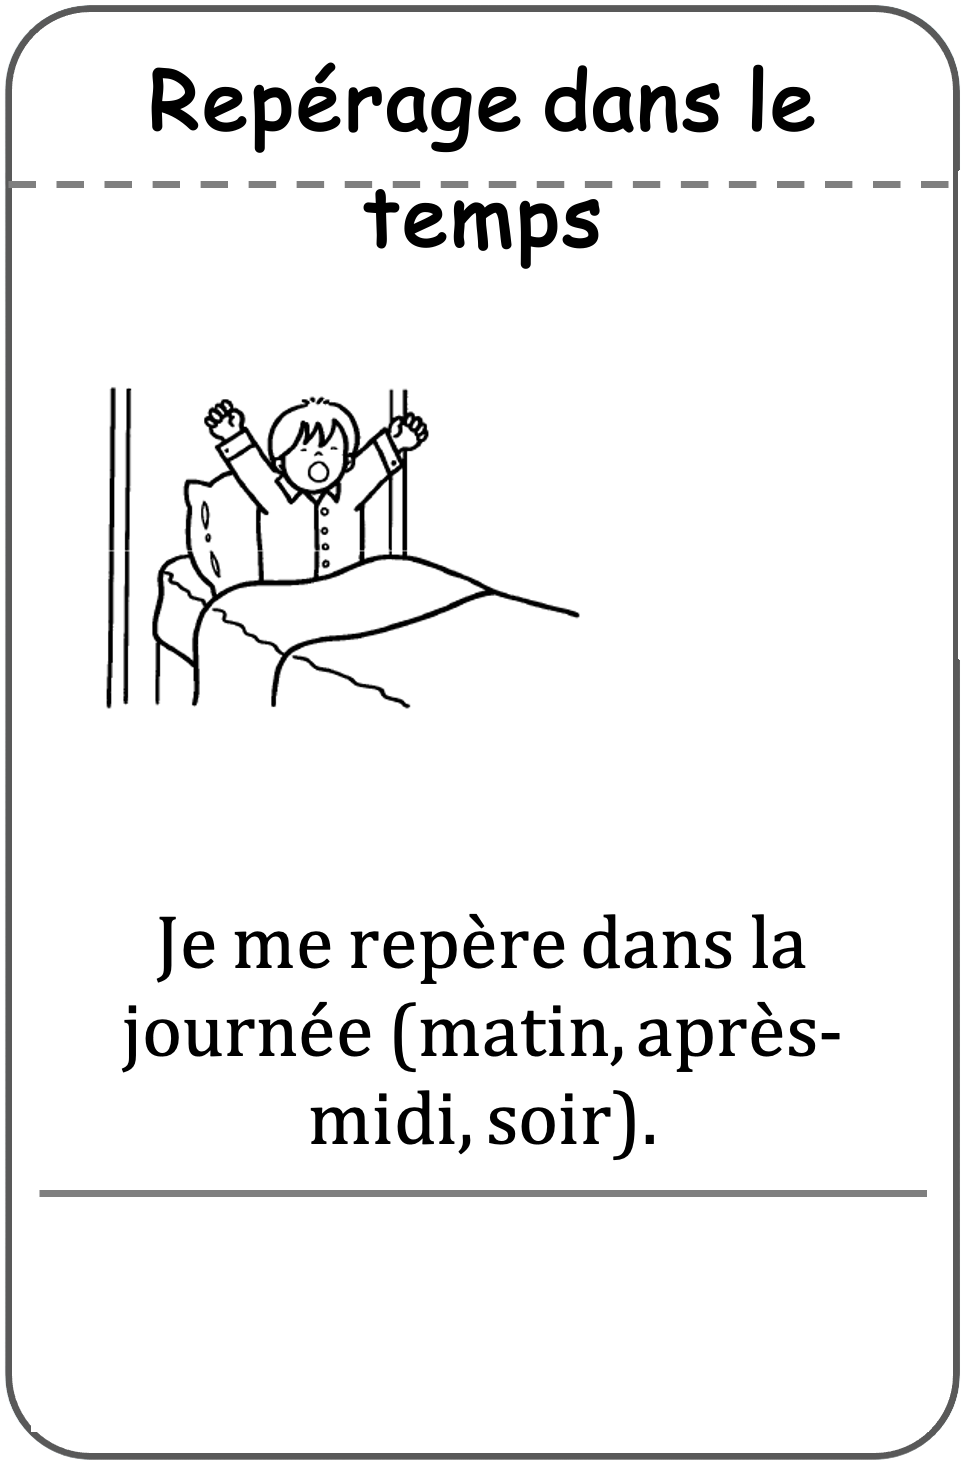 Repérage dans le
temps
Je me repère dans la
journée (matin, après-
midi, soir).